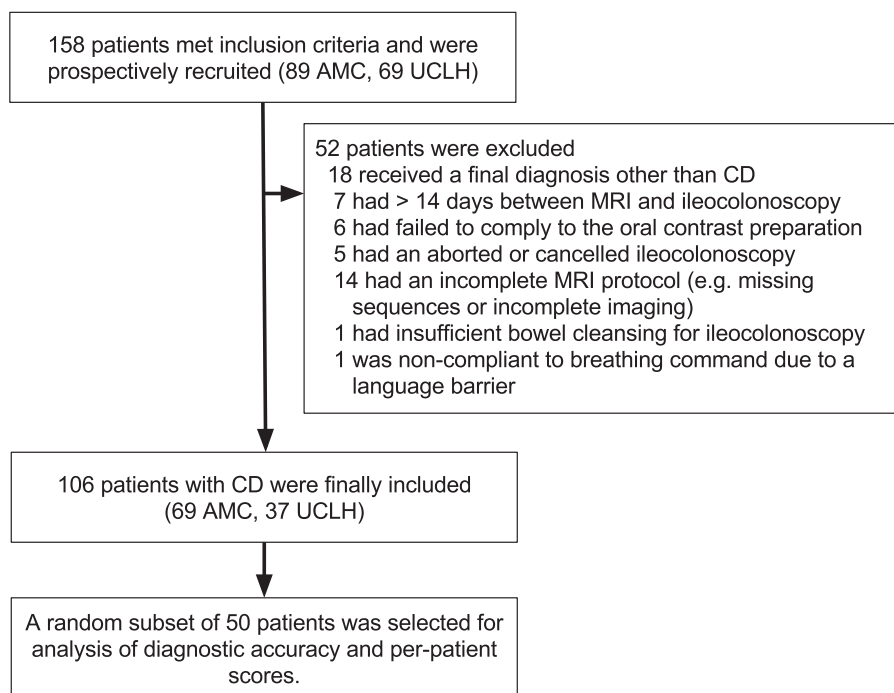 158 patients met inclusion criteria and were
prospectively recruited (89 AMC, 69 UCLH)
52 patients were excluded
18 received a final diagnosis other than CD
7 had > 14 days between MRI and ileocolonoscopy
6 had failed to comply to the oral contrast preparation
5 had an aborted or cancelled ileocolonoscopy
14 had an incomplete MRI protocol (e.g. missing
sequences or incomplete imaging)
1 had insufficient bowel cleansing for ileocolonoscopy
1 was non-compliant to breathing command due to a
language barrier
106 patients with CD were finally included
(69 AMC, 37 UCLH)
A random subset of 50 patients was selected for
analysis of diagnostic accuracy and per-patient
scores.